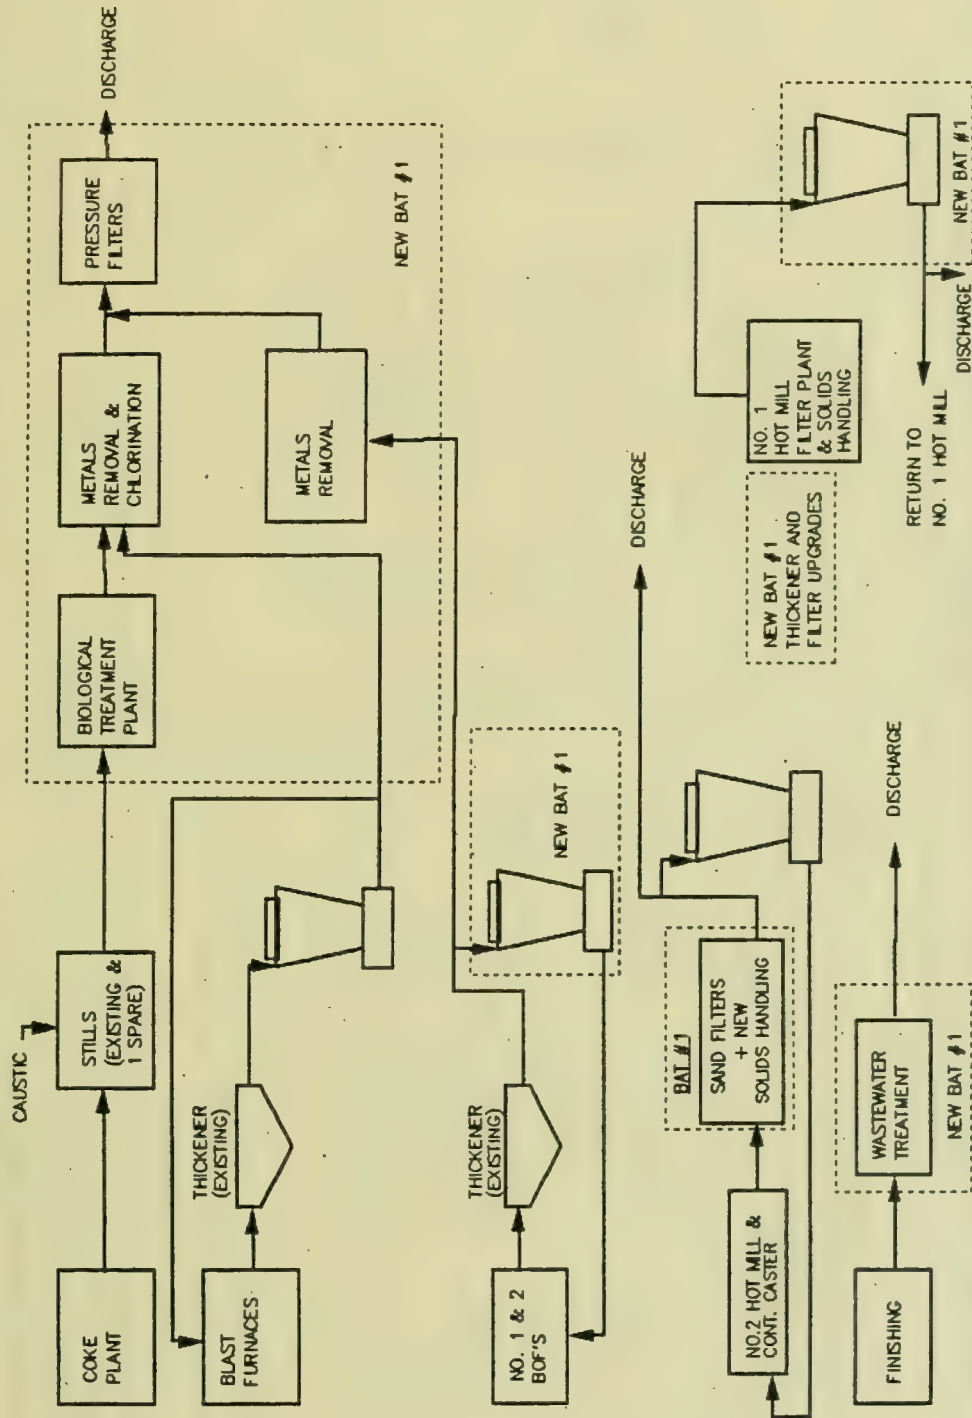 CAUSTIC
COKE
PLANT
STILLS
(EXISTING &
1 SPARE)
BIOLOGICAL
TREATMENT
PLANT
METALS
REMOVAL &
CHLORINATION
PRESSURE
FILTERS
DISCHARGE
METALS
REMOVAL
NEW BAT #1
BLAST
FURNACES
THICKENER
(EXISTING)
NO. 1 & 2
BOF'S
THICKENER
(EXISTING)
NEW BAT #1
NO.2 HOT MILL &
CONT. CASTER
BAT #1
SAND FILTERS
+ NEW
SOLIDS HANDLING
DISCHARGE
FINISHING
WASTEWATER
TREATMENT
NEW BAT #1
DISCHARGE
NEW BAT #1
THICKENER AND
FILTER UPGRADES
NO. 1
HOT MILL
FILTER PLANT
& SOLIDS
HANDLING
RETURN TO
NO. 1 HOT MILL
DISCHARGE
NEW BAT #1